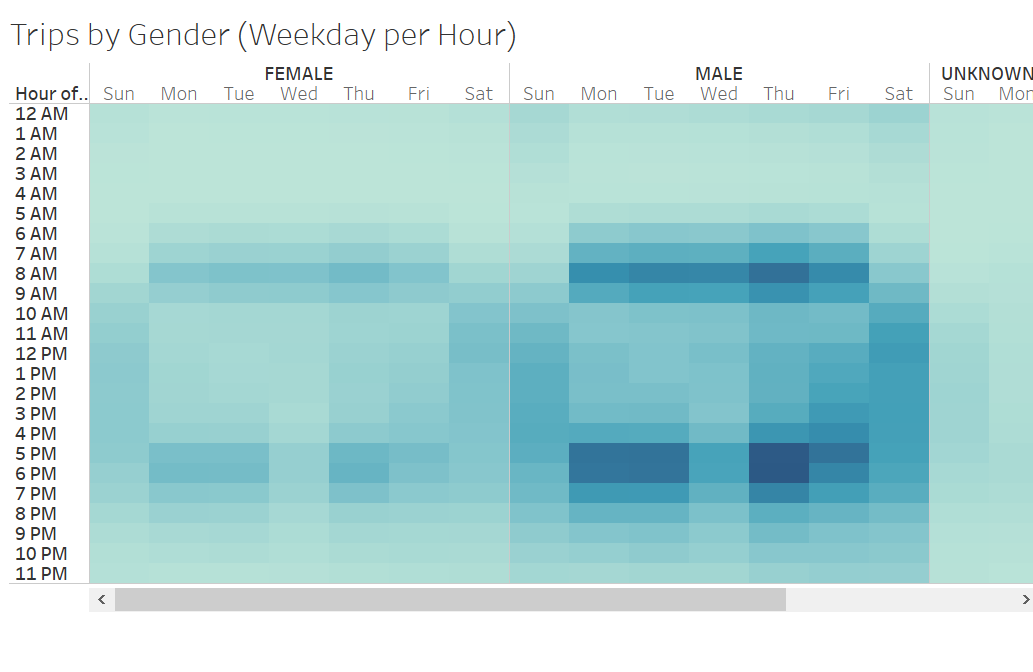 Trips by Gender (Weekday per Hour)
FEMALE MALE UNKNOWN
Hour of.. Sun Mon Tue Wed Thu Fri Sat Sun Mon Tue Wed Thu Fri Sat Sun Mon
12 AM
1 AM
2 AM
3 AM
4 AM
5 AM
6 AM
7 AM
8 AM
9 AM
10 AM
11 AM
12 PM
1 PM
2 PM
3 PM
4 PM
5 PM
6 PM
7 PM
8 PM
9 PM
10 PM
11 PM